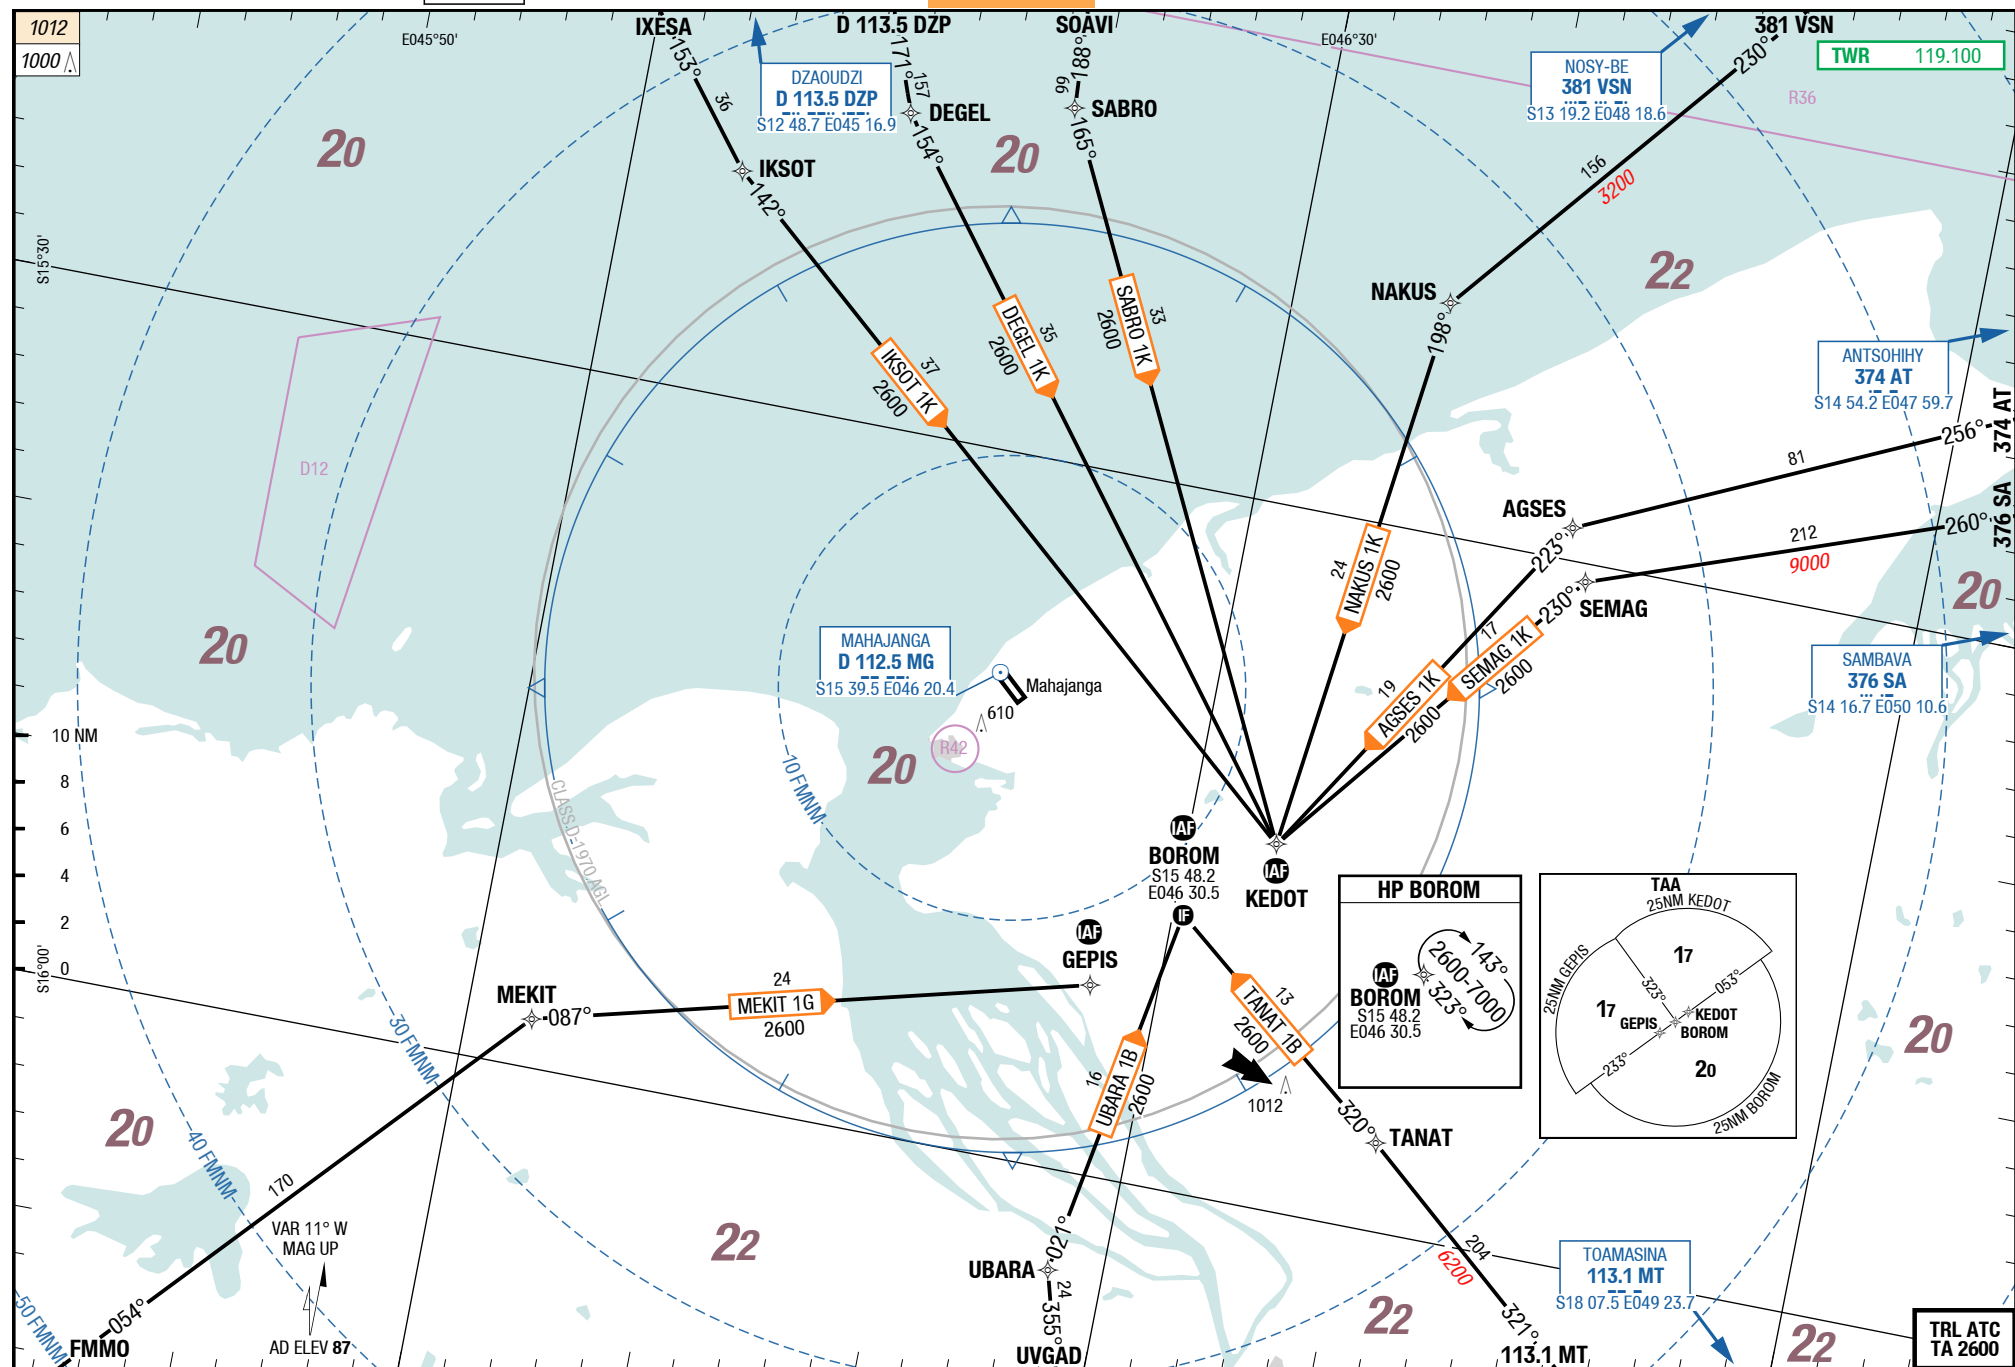 1012
1000
E045°50'
IXESA
153°
36
IKSOT
142°
37
IKSOT 1K
2600
DZAOUDZI
D 113.5 DZP
S12 48.7 E045 16.9
D 113.5 DZP
171°
157
DEGEL
154°
35
DEGEL 1K
2600
SOAVI
188°
66
SABRO
165°
33
SABRO 1K
2600
E046°30'
NOSY-BE
381 VSN
S13 19.2 E048 18.6
381 VSN
230°
156
3200
TWR 119.100
R36
20
20
22
S15°30'
D12
NAKUS
198°
24
NAKUS 1K
2600
ANTSOHIHY
374 AT
S14 54.2 E047 59.7
374 AT
256°
81
AGSES
223°
19
AGSES 1K
2600
376 SA
260°
212
9000
SEMAG
230°
17
SEMAG 1K
2600
20
20
MAHAJANGA
D 112.5 MG
S15 39.5 E046 20.4
Mahajanga
610
R42
20
10 FMNM
SAMBAVA
376 SA
S14 16.7 E050 10.6
10 NM
8
6
4
2
0
CLASS D-1970 AGL
IAF
BOROM
S15 48.2
E046 30.5
IF
IAF
KEDOT
IAF
GEPIS
HP BOROM
IAF
BOROM
S15 48.2
E046 30.5
143°
2600-7000
323°
TAA
25NM KEDOT
17
25NM GEPIS
323°
053°
17
GEPIS
KEDOT
BOROM
233°
20
25NM BOROM
S16°00'
MEKIT
087°
24
MEKIT 1G
2600
13
TANAT 1B
2600
320°
TANAT
1012
16
UBARA 1B
2600
021°
UBARA
24
355°
UVGAD
30 FMNM
40 FMNM
50 FMNM
20
20
22
22
22
170
054°
FMMO
VAR 11° W
MAG UP
AD ELEV 87
204
6200
321°
113.1 MT
TOAMASINA
113.1 MT
S18 07.5 E049 23.7
TRL ATC
TA 2600